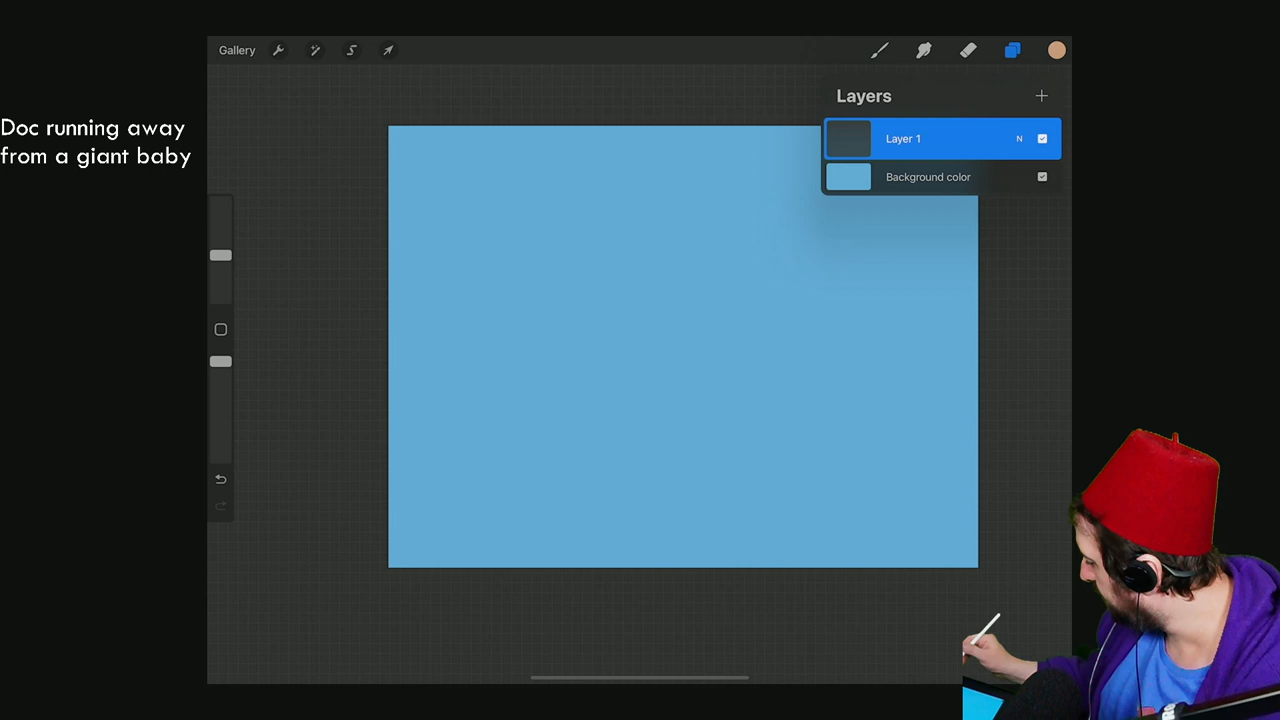 Gallery
Layers
Layer 1
N
Background color
Doc running away
from a giant baby